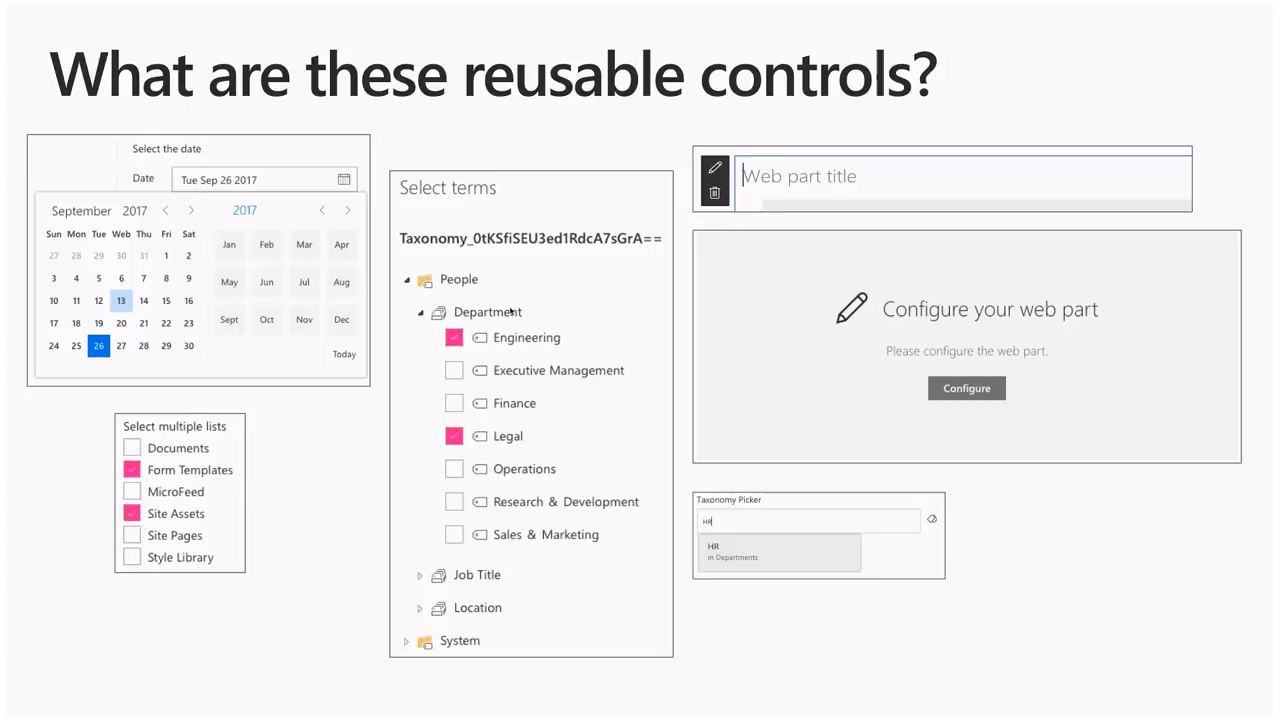 What are these reusable controls?
Select the date
Date Tue Sep 26 2017
September 2017
2017
Sun Mon Tue Wed Thu Fri Sat
27 28 29 30 31 1 2
3 4 5 6 7 8 9
10 11 12 13 14 15 16
17 18 19 20 21 22 23
24 25 26 27 28 29 30
Jan Feb Mar Apr
May Jun Jul Aug
Sept Oct Nov Dec
Today
Select multiple lists
Documents
Form Templates
MicroFeed
Site Assets
Site Pages
Style Library
Select terms
Taxonomy_0tKSfiSEU3ed1RdcA7sGrA==
People
Department
Engineering
Executive Management
Finance
Legal
Operations
Research & Development
Sales & Marketing
Job Title
Location
System
Web part title
Configure your web part
Please configure the web part.
Configure
Taxonomy Picker
HR
HR
in Departments